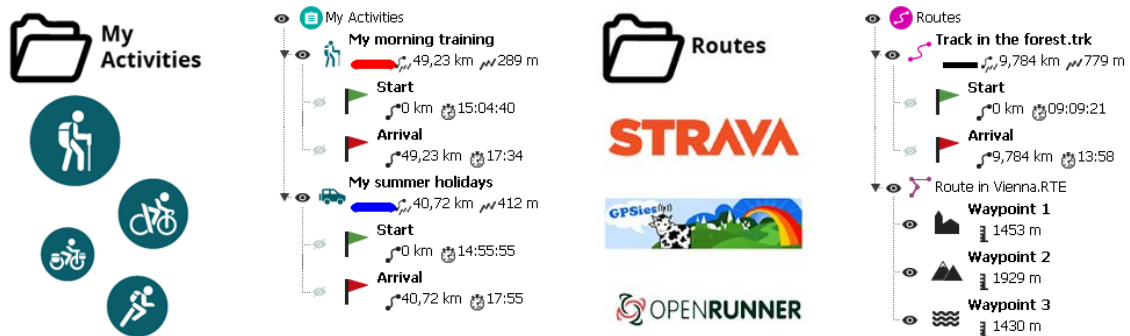 My
Activities
My Activities
My morning training
49,23 km 289 m
Start
0 km 15:04:40
Arrival
49,23 km 17:34
My summer holidays
40,72 km 412 m
Start
0 km 14:55:55
Arrival
40,72 km 17:55
Routes
STRAVA
GPSies
OPENRUNNER
Routes
Track in the forest.trk
9,784 km 779 m
Start
0 km 09:09:21
Arrival
9,784 km 13:58
Route in Vienna.RTE
Waypoint 1
1453 m
Waypoint 2
1929 m
Waypoint 3
1430 m